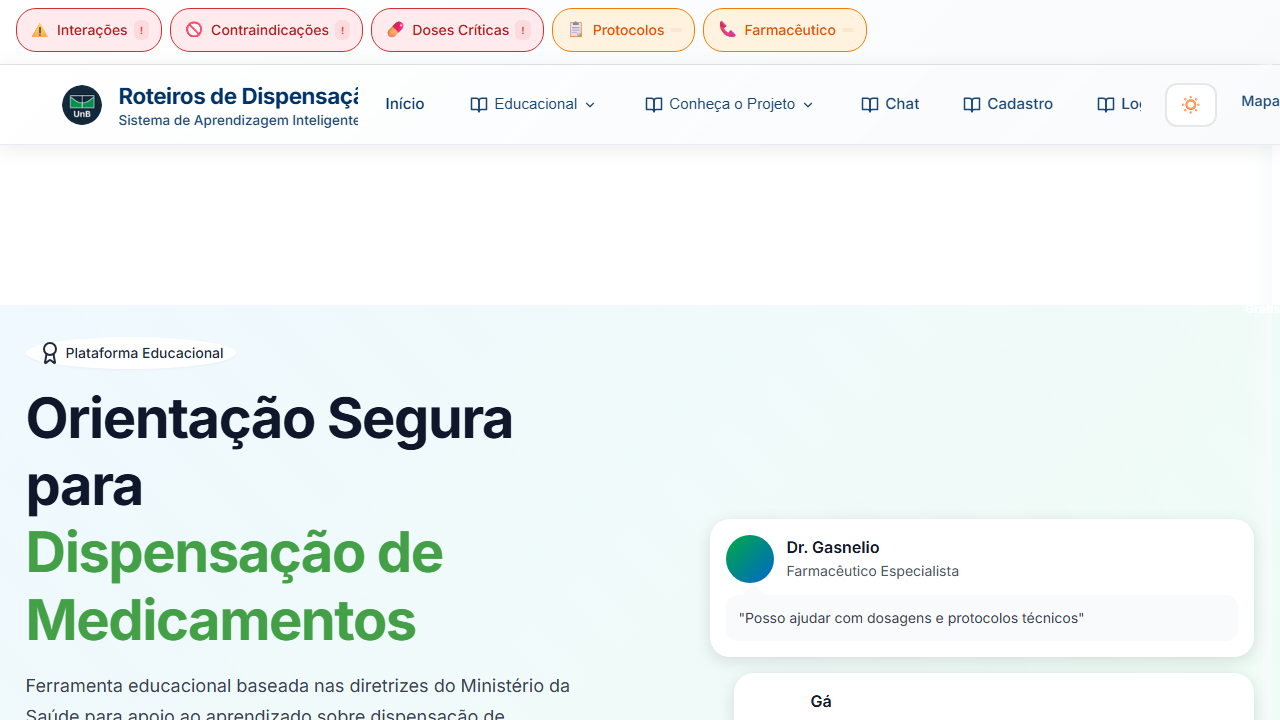 Interações !
Contraindicações !
Doses Críticas !
Protocolos
Farmacêutico
UnB
Roteiros de Dispensaçã
Sistema de Aprendizagem Inteligente
Início
Educacional
Conheça o Projeto
Chat
Cadastro
Log
Mapa
Plataforma Educacional
Orientação Segura
para
Dispensação de
Medicamentos
Ferramenta educacional baseada nas diretrizes do Ministério da
Saúde para apoio ao aprendizado sobre dispensação de
Dr. Gasnelio
Farmacêutico Especialista
"Posso ajudar com dosagens e protocolos técnicos"
Gá